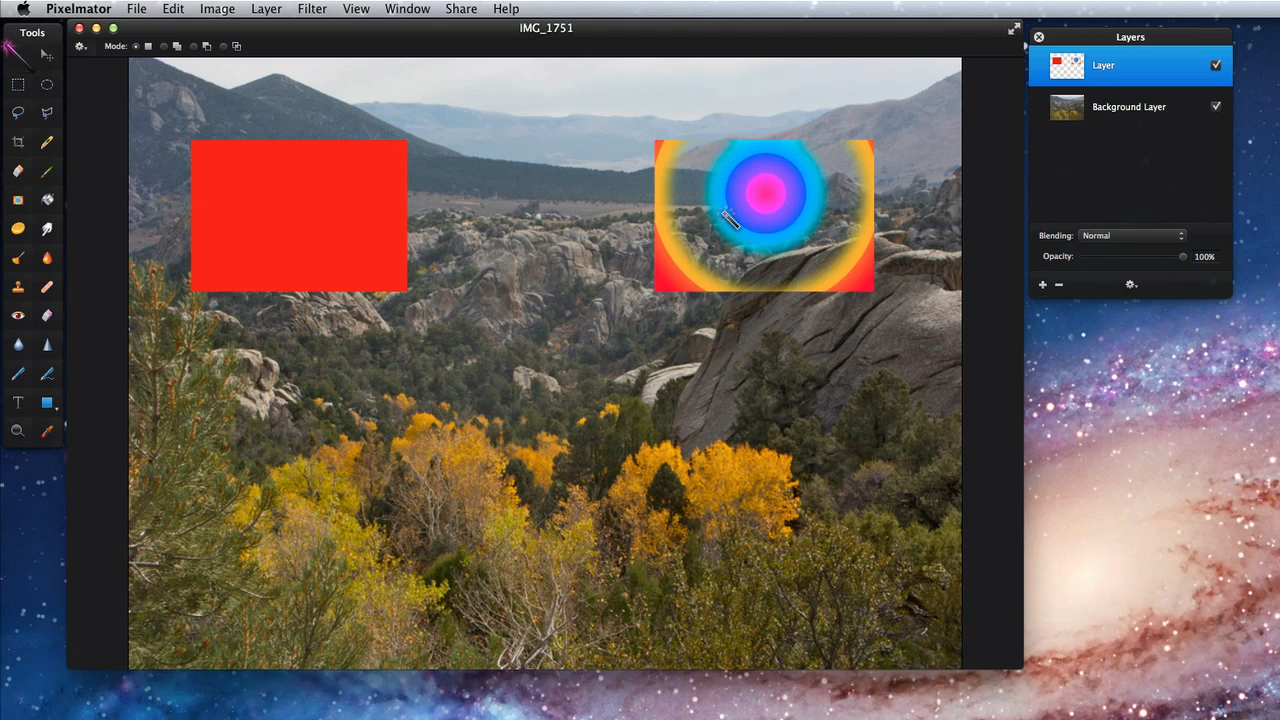 Pixelmator File Edit Image Layer Filter View Window Share Help
Tools
IMG_1751
Mode:
Layers
Layer
Background Layer
Blending: Normal
Opacity: 100%
T